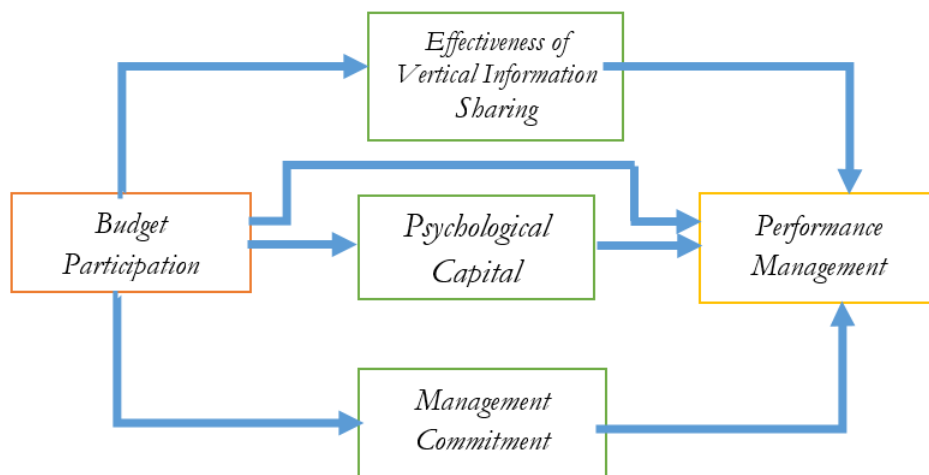 Effectiveness of
Vertical Information
Sharing
Budget
Participation
Psychological
Capital
Performance
Management
Management
Commitment